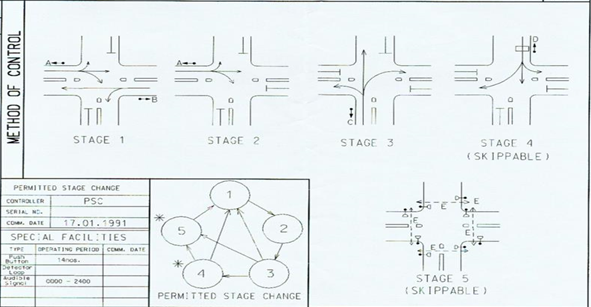 METHOD OF CONTROL
A
B
STAGE 1
A
STAGE 2
C
STAGE 3
D
STAGE 4
(SKIPPABLE)
E
E
E
E
E
E
STAGE 5
(SKIPPABLE)
PERMITTED STAGE CHANGE
CONTROLLER PSC
SERIAL NO.
COMM. DATE 17.01.1991
SPECIAL FACILITIES
TYPE OPERATING PERIOD COMM. DATE
Push Button 14nos.
Detector Loop
Audible Signal 0000 - 2400
1
2
3
4
5
*
*
PERMITTED STAGE CHANGE